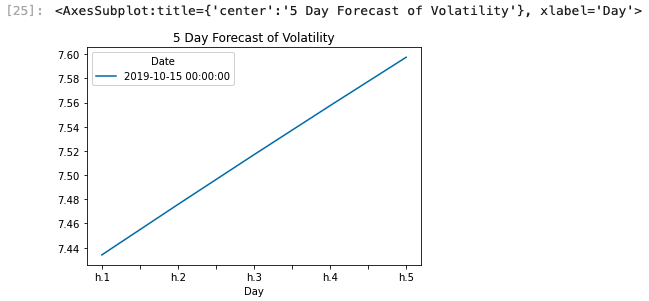 [25]: <AxesSubplot:title={'center':'5 Day Forecast of Volatility'}, xlabel='Day'>
5 Day Forecast of Volatility
Date
2019-10-15 00:00:00
7.60
7.58
7.56
7.54
7.52
7.50
7.48
7.46
7.44
h.1 h.2 h.3 h.4 h.5
Day